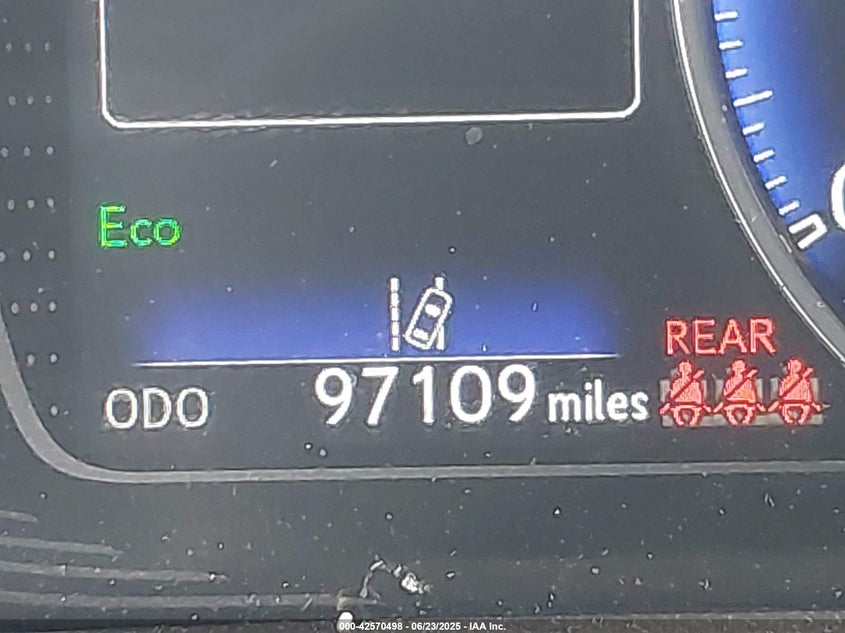 Eco
REAR
ODO 97109 miles
000-42570498 - 06/23/2025 - IAA Inc.